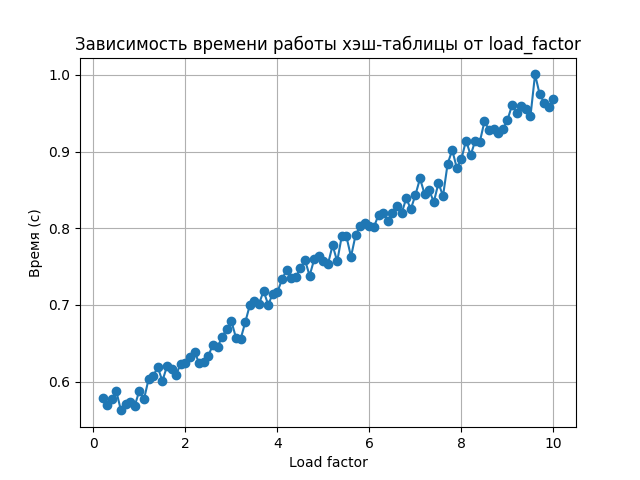 Зависимость времени работы хэш-таблицы от load_factor
1.0
0.9
0.8
0.7
0.6
Время (с)
0 2 4 6 8 10
Load factor